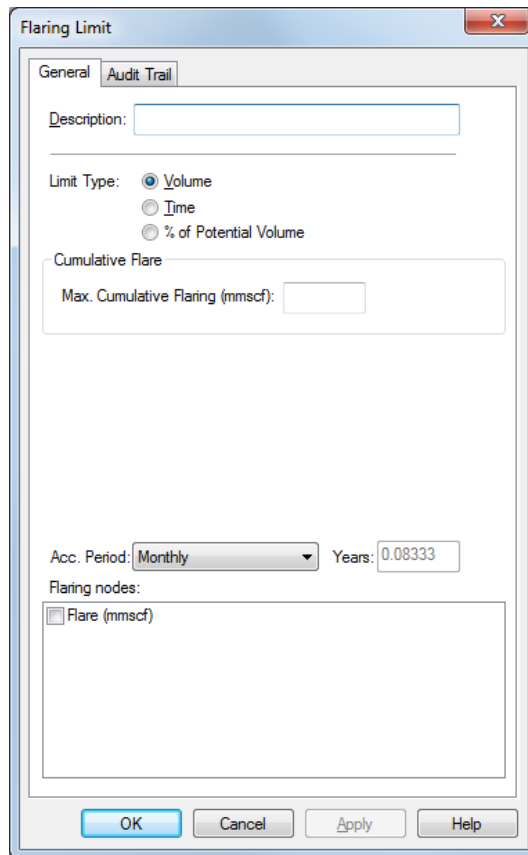 Flaring Limit
General Audit Trail
Description:
Limit Type: Volume
Time
% of Potential Volume
Cumulative Flare
Max. Cumulative Flaring (mmscf):
Acc. Period: Monthly Years: 0.08333
Flaring nodes:
Flare (mmscf)
OK Cancel Apply Help